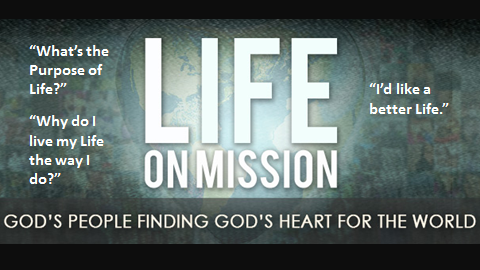 “What’s the
Purpose of
Life?”
“Why do I
live my Life
the way I
do?”
LIFE
ON MISSION
“I’d like a
better Life.”
GOD’S PEOPLE FINDING GOD’S HEART FOR THE WORLD